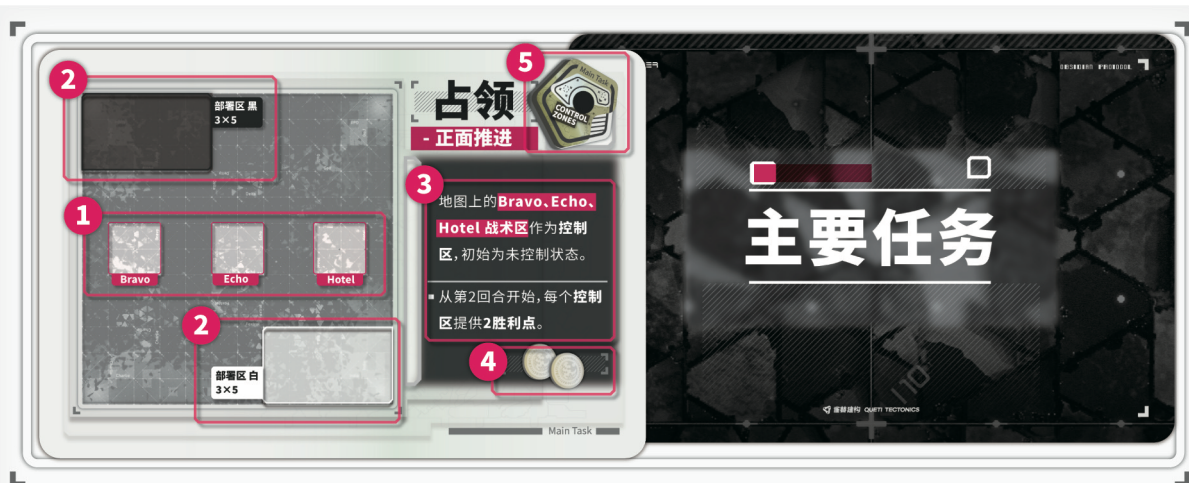 2
部署区 黑
3×5
1
Bravo
Echo
Hotel
2
部署区 白
3×5
占领
- 正面推进
5
Main Task
CONTROL
ZONES
3
地图上的Bravo、Echo、
Hotel 战术区作为控制
区,初始为未控制状态。
从第2回合开始,每个控制
区提供2胜利点。
4
Main Task
OBSIDIAN PROTOCOL
主要任务
QUETI TECTONICS